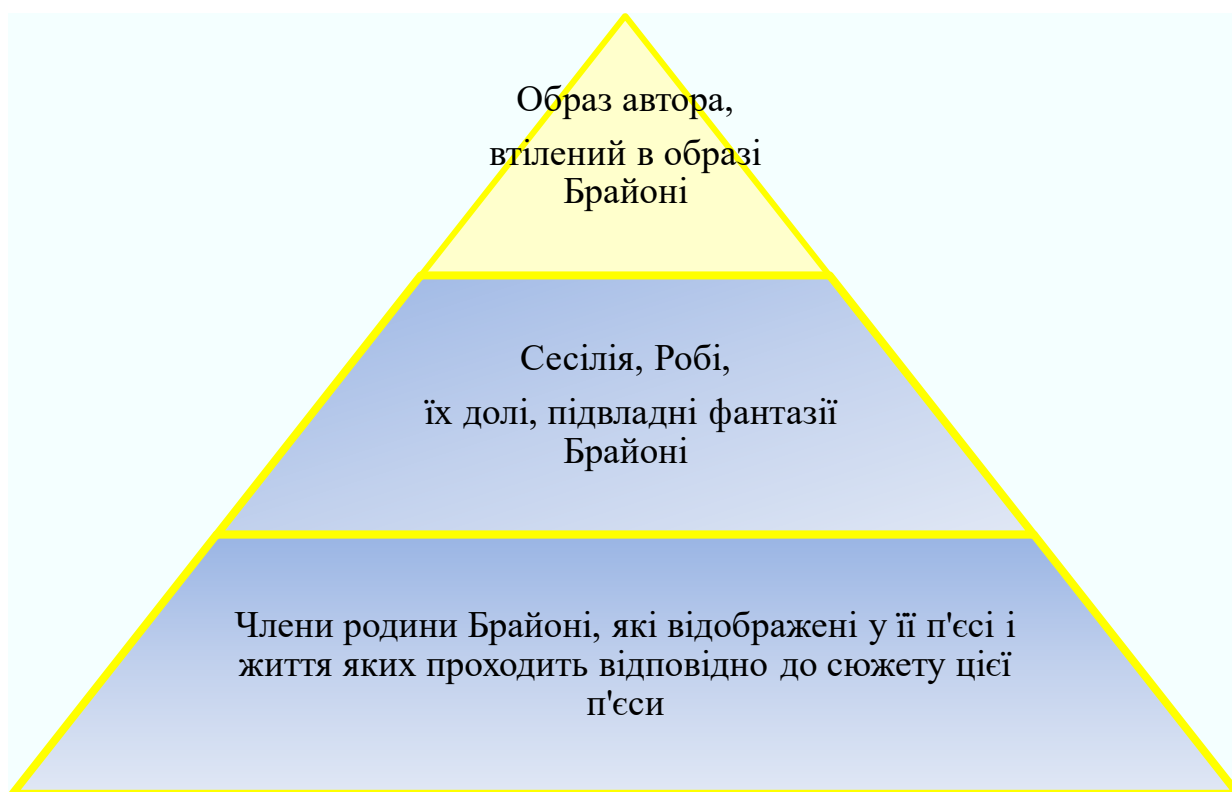 Образ автора,
втілений в образі
Брайоні
Сесілія, Робі,
їх долі, підвладні фантазії
Брайоні
Члени родини Брайоні, які відображені у її п'єсі і
життя яких проходить відповідно до сюжету цієї
п'єси